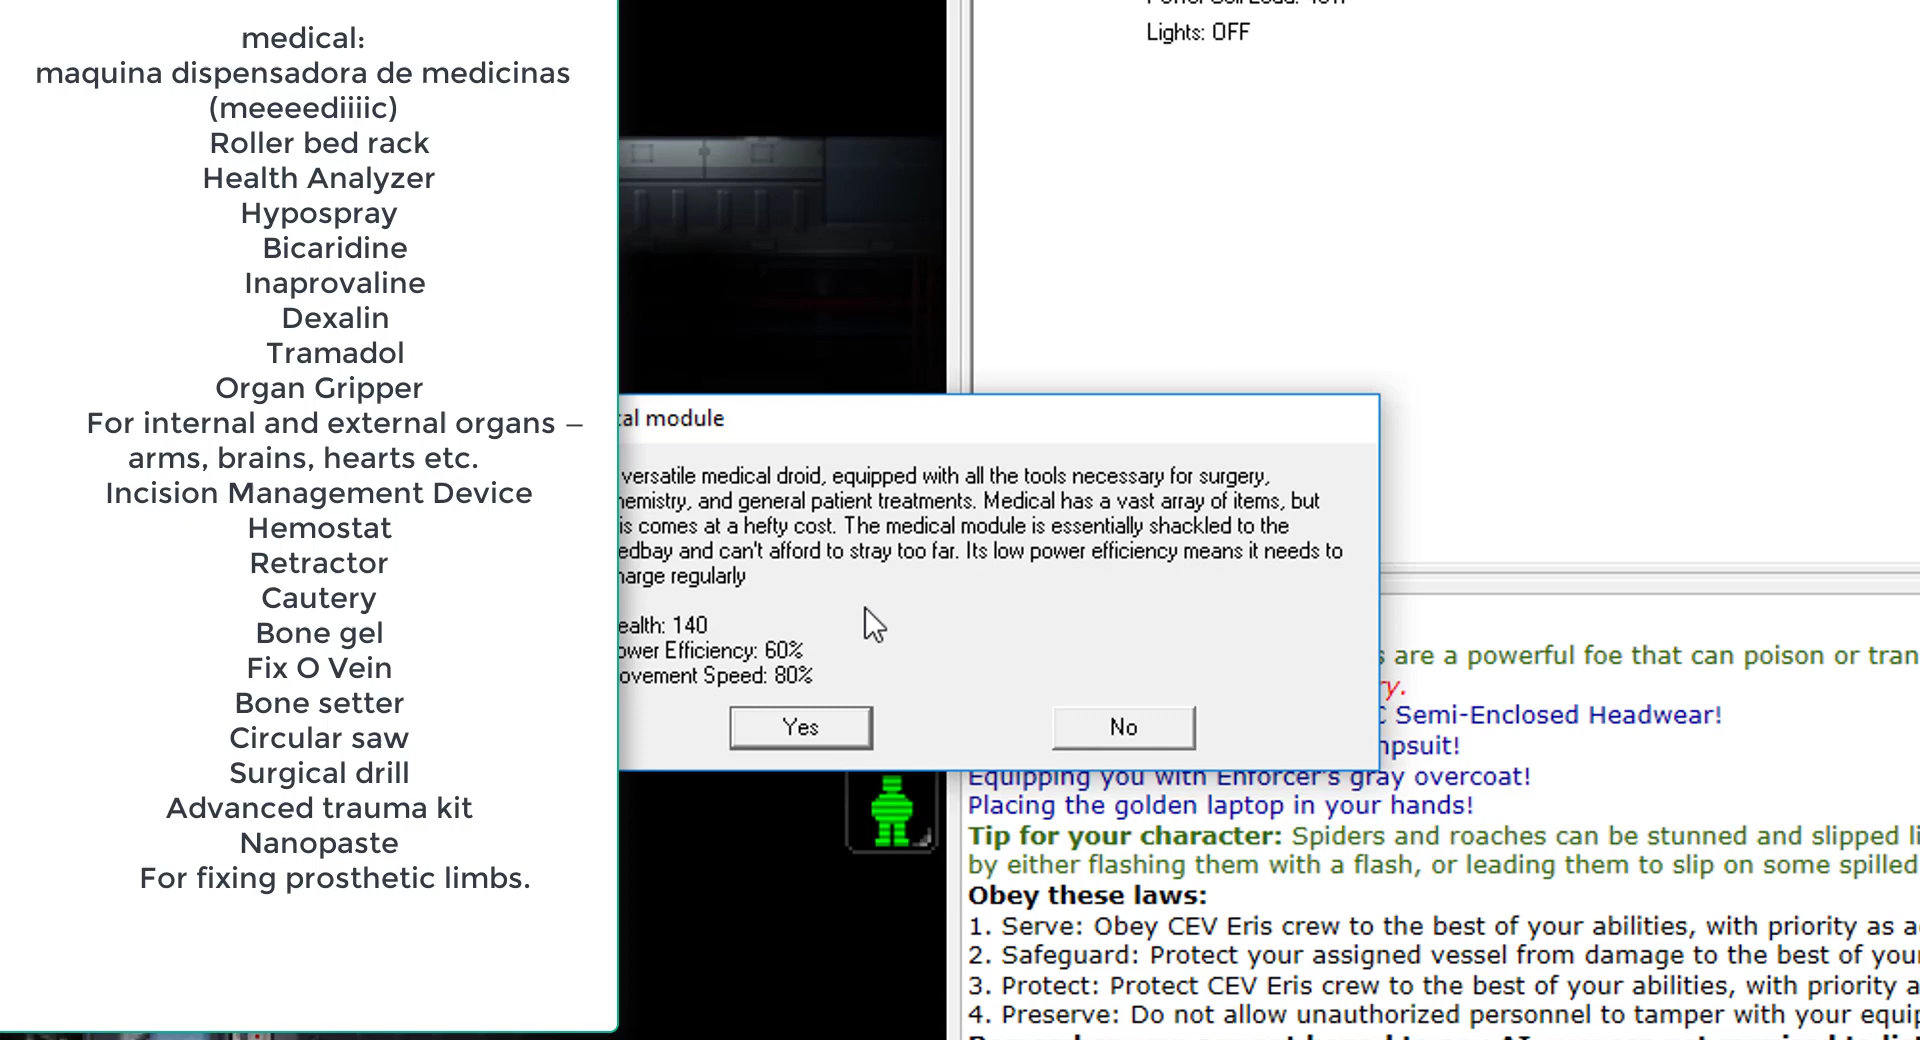 medical:
maquina dispensadora de medicinas
(meeeediiiic)
Roller bed rack
Health Analyzer
Hypospray
Bicaridine
Inaprovaline
Dexalin
Tramadol
Organ Gripper
For internal and external organs —
arms, brains, hearts etc.
Incision Management Device
Hemostat
Retractor
Cautery
Bone gel
Fix O Vein
Bone setter
Circular saw
Surgical drill
Advanced trauma kit
Nanopaste
For fixing prosthetic limbs.
Lights: OFF
cal module
versatile medical droid, equipped with all the tools necessary for surgery,
hemistry, and general patient treatments. Medical has a vast array of items, but
is comes at a hefty cost. The medical module is essentially shackled to the
edbay and can't afford to stray too far. Its low power efficiency means it needs to
harge regularly
ealth: 140
ower Efficiency: 60%
ovement Speed: 80%
Yes
No
s are a powerful foe that can poison or tran
ry.
C Semi-Enclosed Headwear!
mpsuit!
Equipping you with Enforcer's gray overcoat!
Placing the golden laptop in your hands!
Tip for your character: Spiders and roaches can be stunned and slipped li
by either flashing them with a flash, or leading them to slip on some spilled
Obey these laws:
1. Serve: Obey CEV Eris crew to the best of your abilities, with priority as a
2. Safeguard: Protect your assigned vessel from damage to the best of your
3. Protect: Protect CEV Eris crew to the best of your abilities, with priority a
4. Preserve: Do not allow unauthorized personnel to tamper with your equip